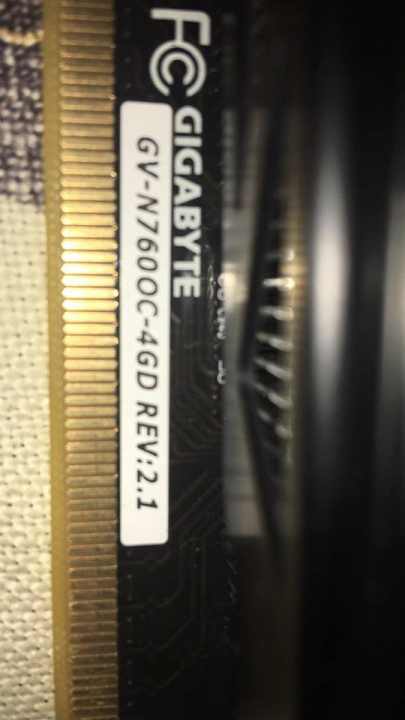 FC GIGABYTE
GV-N760OC-4GD REV:2.1